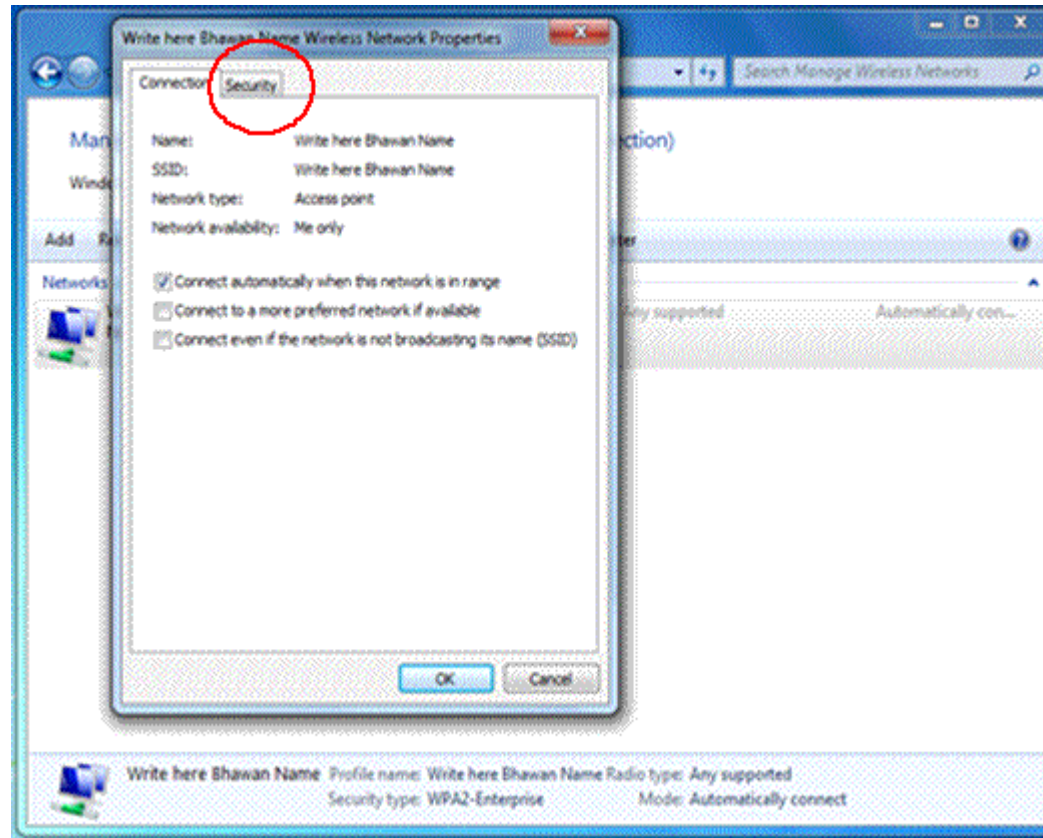 Write here Bhawan Name Wireless Network Properties
Search Manage Wireless Networks
Connection Security
Man
ction)
Name: Write here Bhawan Name
SSID: Write here Bhawan Name
Windo
Network type: Access point
Network availability: Me only
Add
Networks
Connect automatically when this network is in range
Connect to a more preferred network if available
Any supported
Automatically con...
Connect even if the network is not broadcasting its name (SSID)
OK Cancel
Write here Bhawan Name Profile name: Write here Bhawan Name Radio type: Any supported
Security type: WPA2-Enterprise Mode: Automatically connect